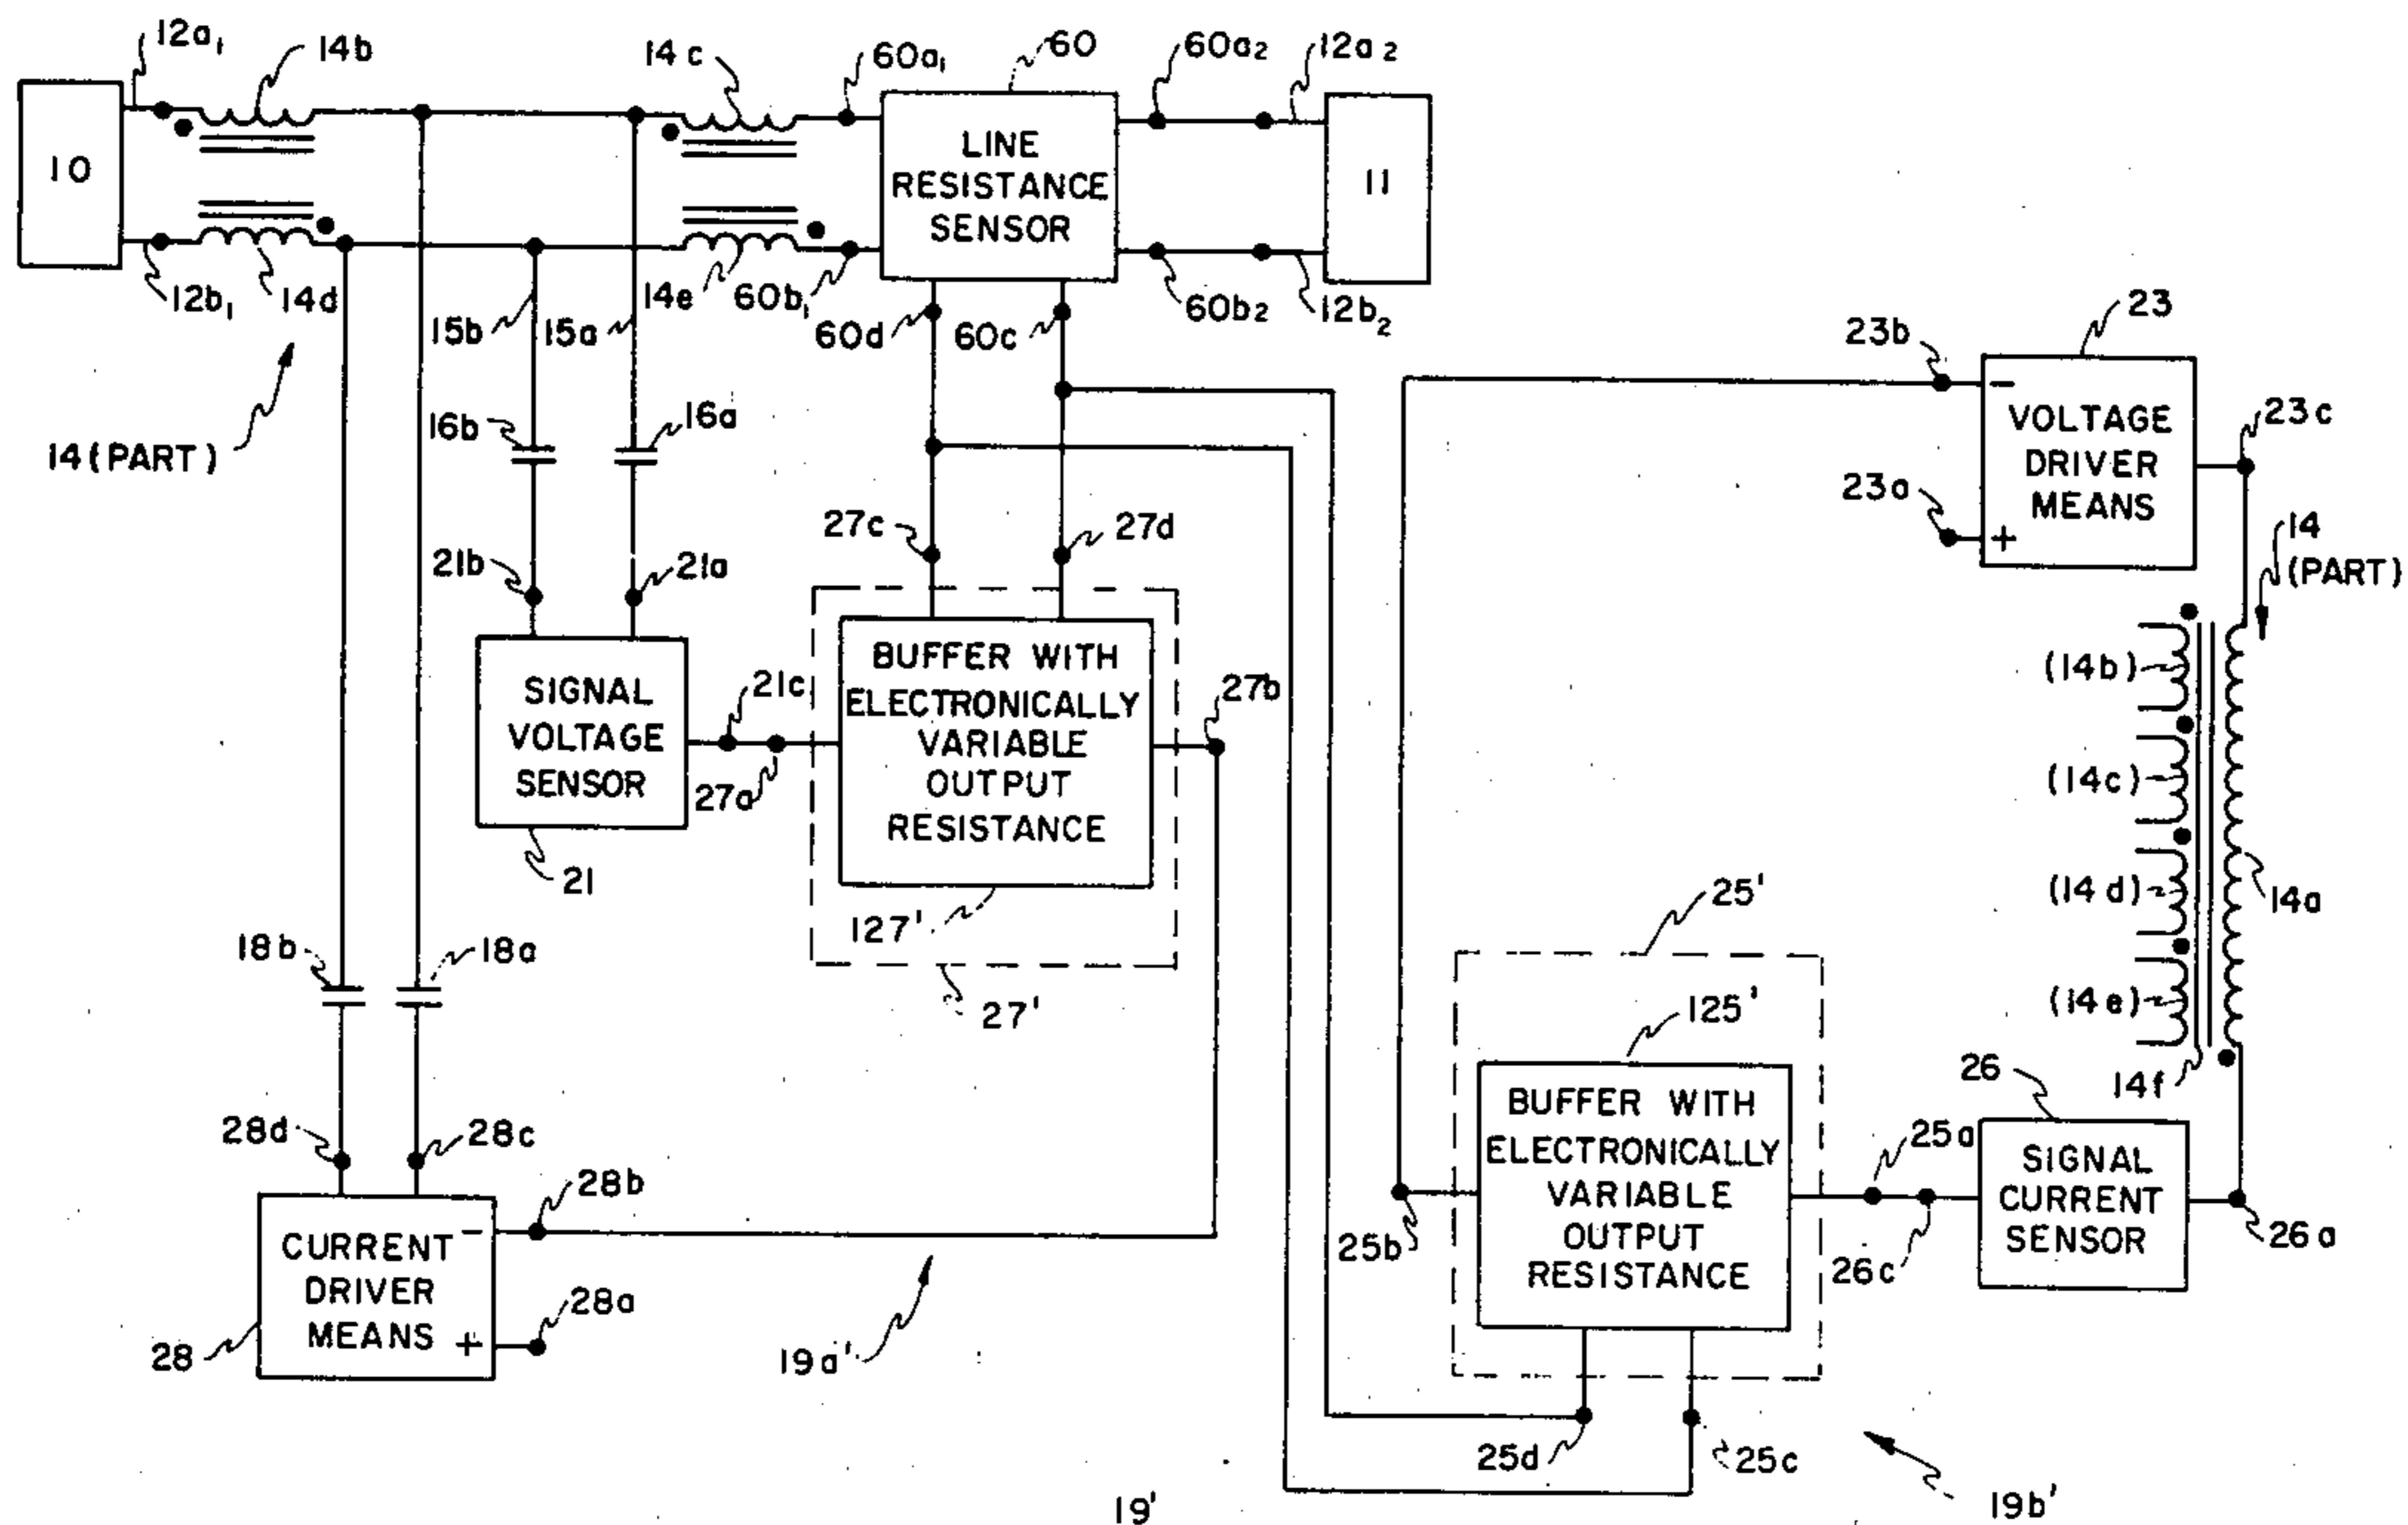 12a₁
14b
14c
60a₁
60
60a₂
12a₂
10
LINE
RESISTANCE
SENSOR
11
12b₁
14d
15b
15a
14e
60b₁
60d
60c
60b₂
12b₂
14 (PART)
16b
16a
23b
23
VOLTAGE
DRIVER
MEANS
−
+
23a
23c
14
(PART)
21b
21a
27c
27d
SIGNAL
VOLTAGE
SENSOR
21
21c
27a
BUFFER WITH
ELECTRONICALLY
VARIABLE
OUTPUT
RESISTANCE
27b
127'
27'
(14b)
(14c)
(14d)
(14e)
14a
14f
18b
18a
25'
125'
BUFFER WITH
ELECTRONICALLY
VARIABLE
OUTPUT
RESISTANCE
25b
25a
26c
26
SIGNAL
CURRENT
SENSOR
26a
28d
28c
28b
CURRENT
DRIVER
MEANS
−
+
28a
28
19a'
25d
25c
19b'
19'